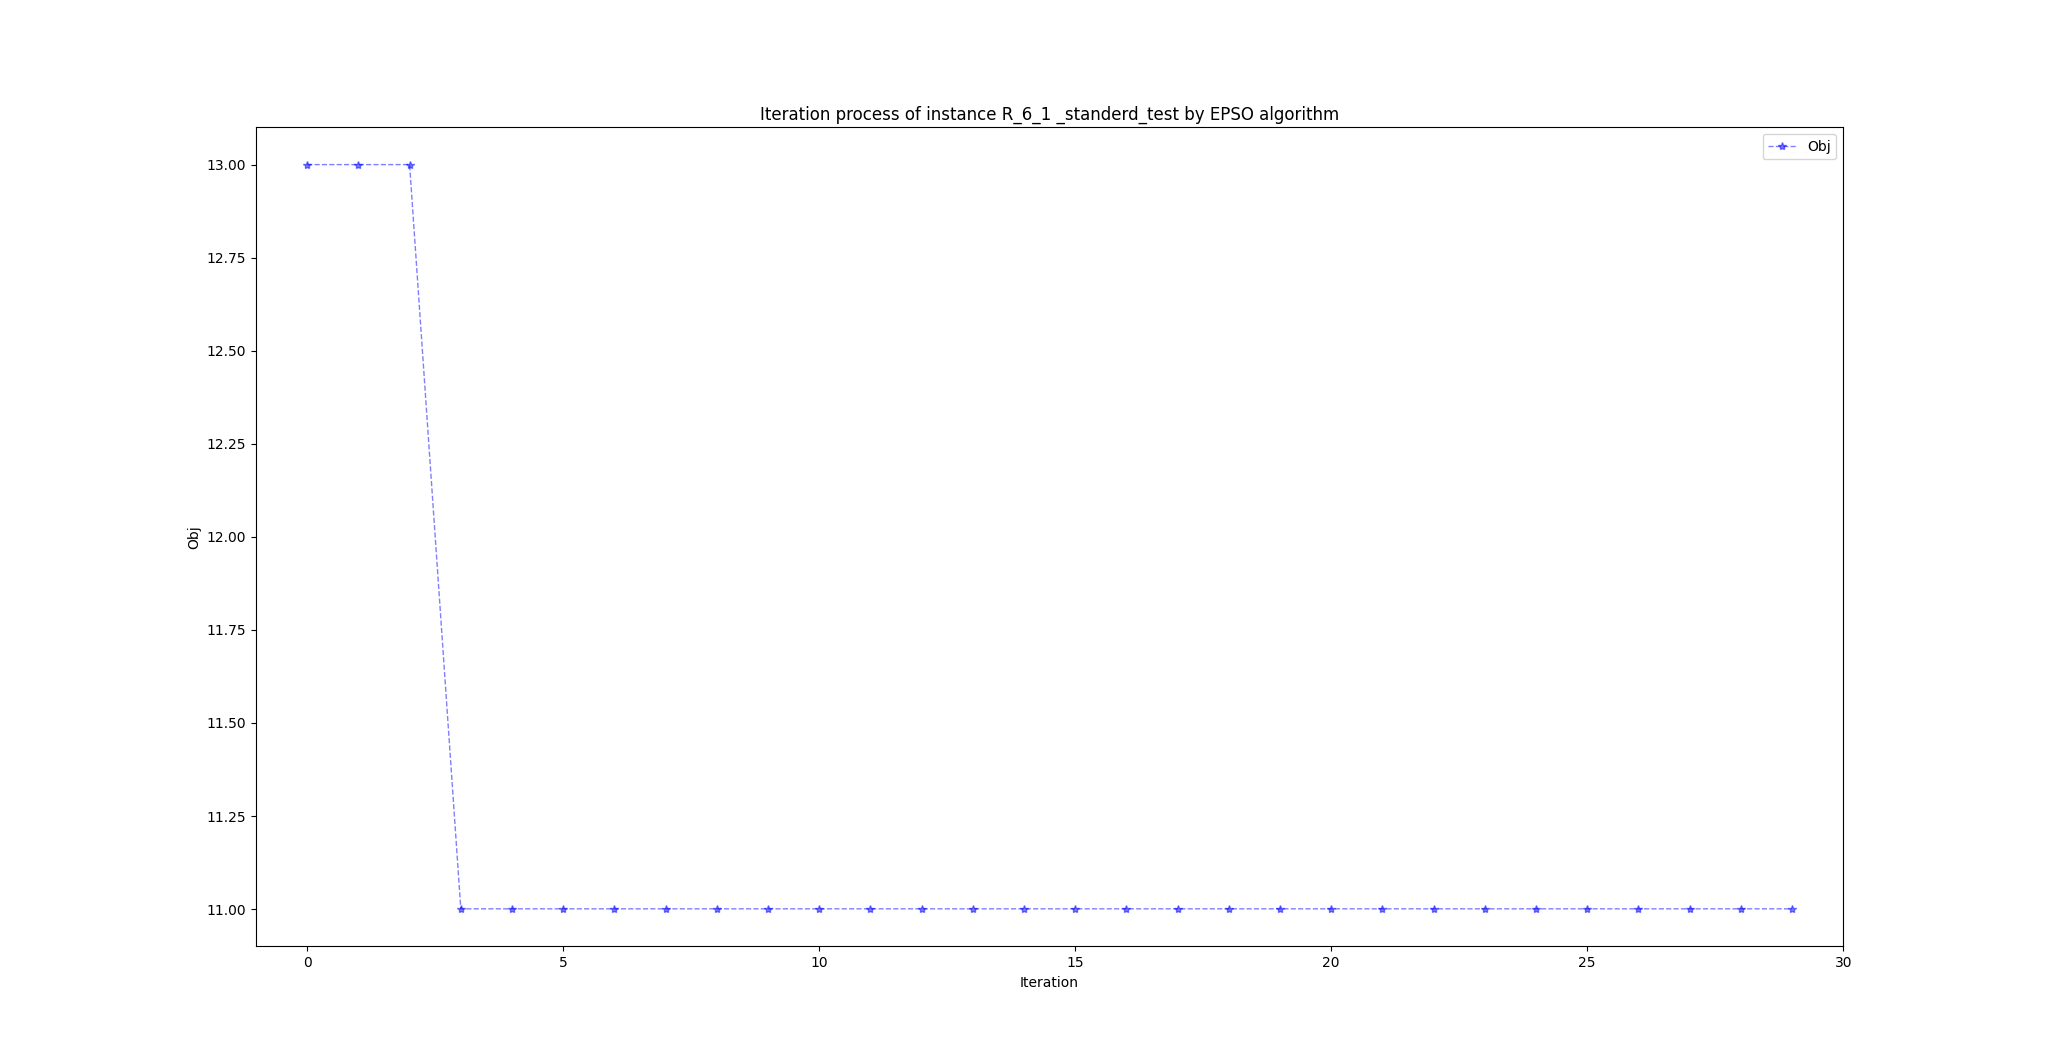 Iteration process of instance R_6_1 _standerd_test by EPSO algorithm
Obj
13.00
12.75
12.50
12.25
12.00
11.75
11.50
11.25
11.00
Obj
0 5 10 15 20 25 30
Iteration